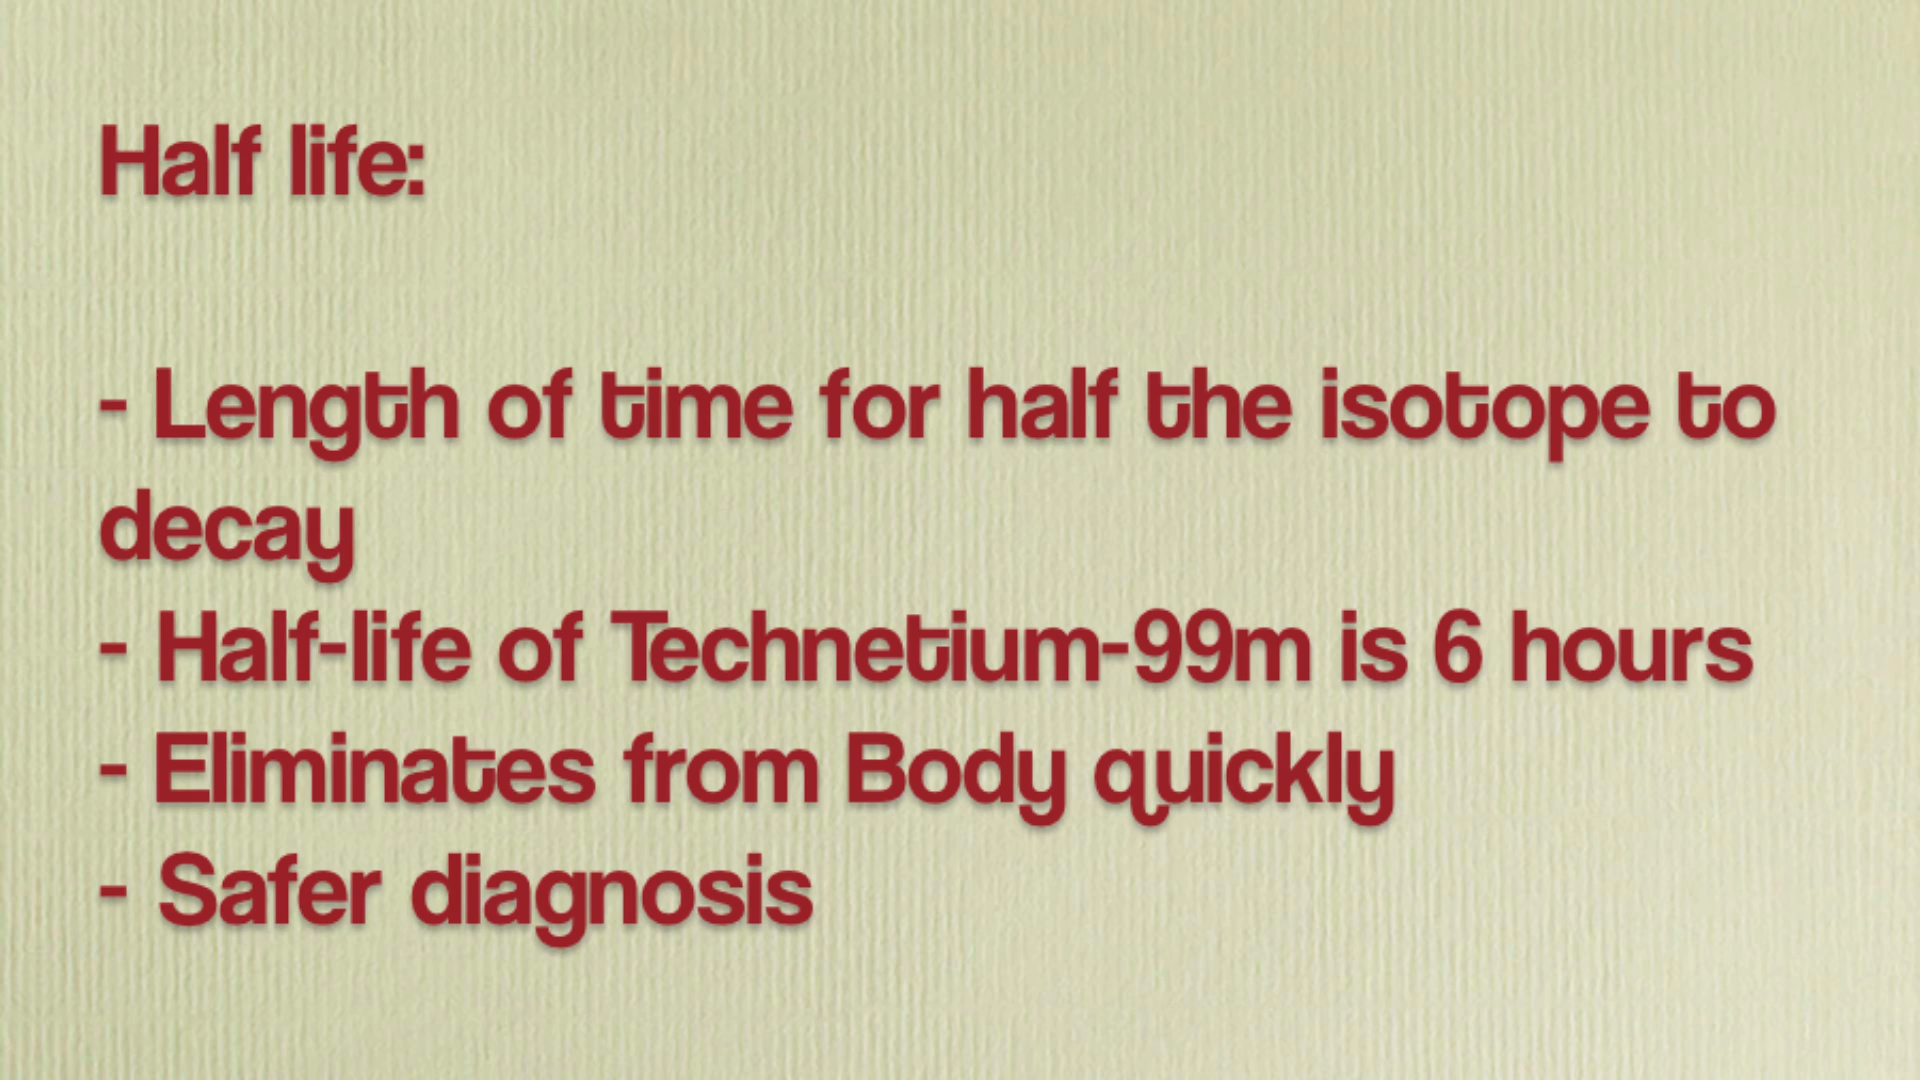 Half life:
- Length of time for half the isotope to
decay
- Half-life of Technetium-99m is 6 hours
- Eliminates from Body quickly
- Safer diagnosis